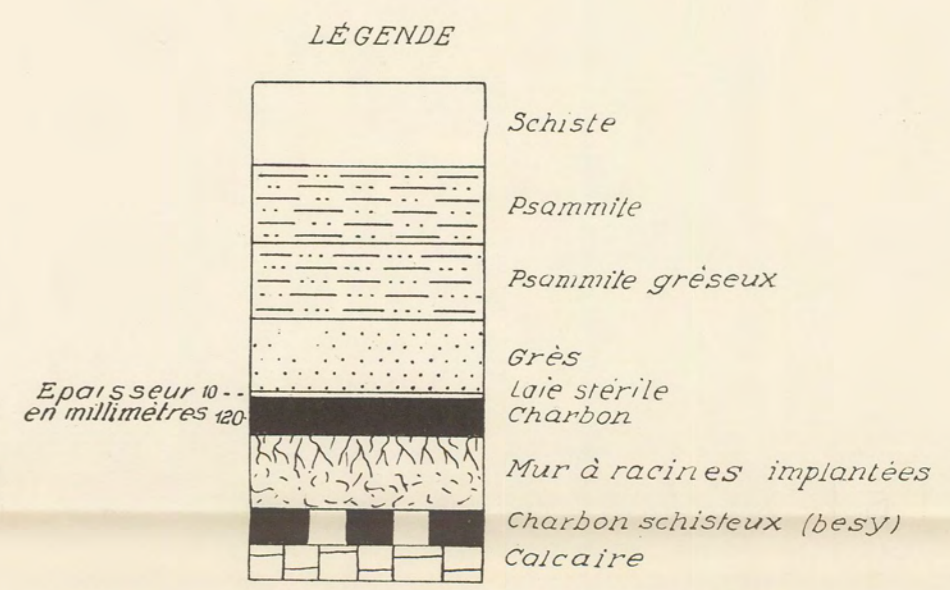 LÉGENDE
Schiste
Psammite
Psammite gréseux
Grès
Epaisseur 10--
Laie stérile
en millimètres 120-
Charbon
Mur à racines implantées
Charbon schisteux (besy)
Calcaire